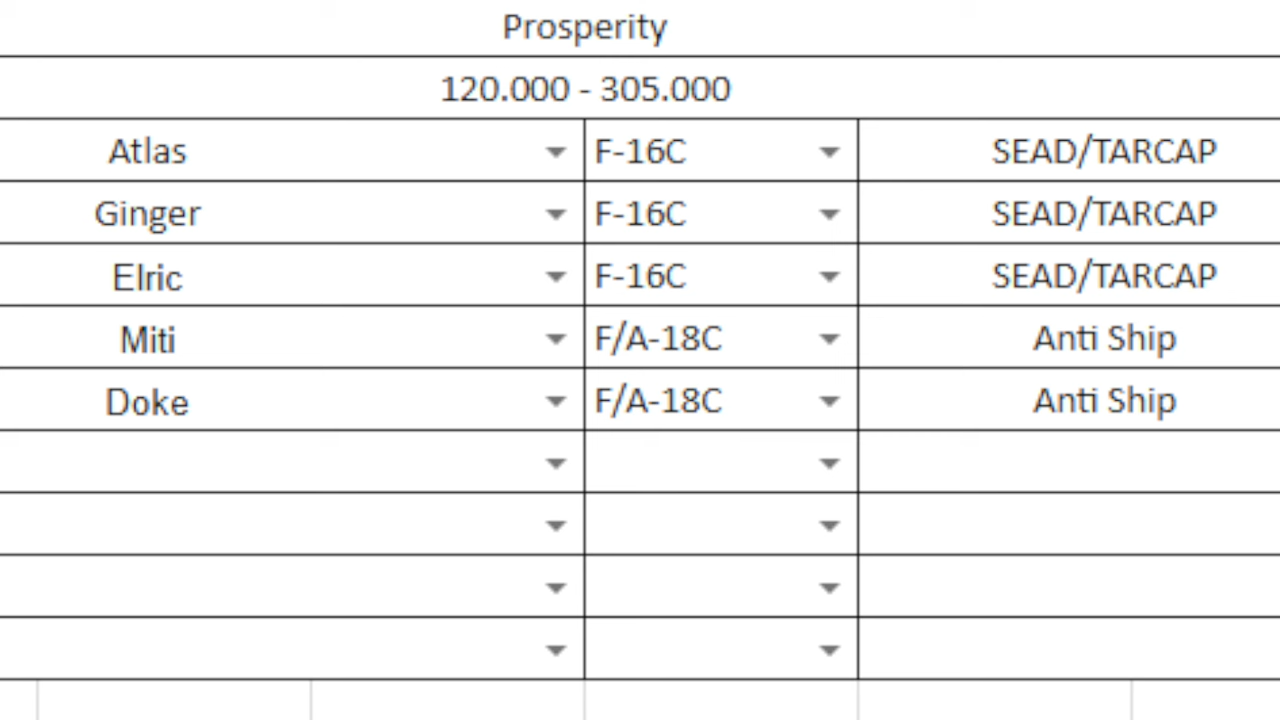 Prosperity
120.000 - 305.000
Atlas F-16C SEAD/TARCAP
Ginger F-16C SEAD/TARCAP
Elric F-16C SEAD/TARCAP
Miti F/A-18C Anti Ship
Doke F/A-18C Anti Ship